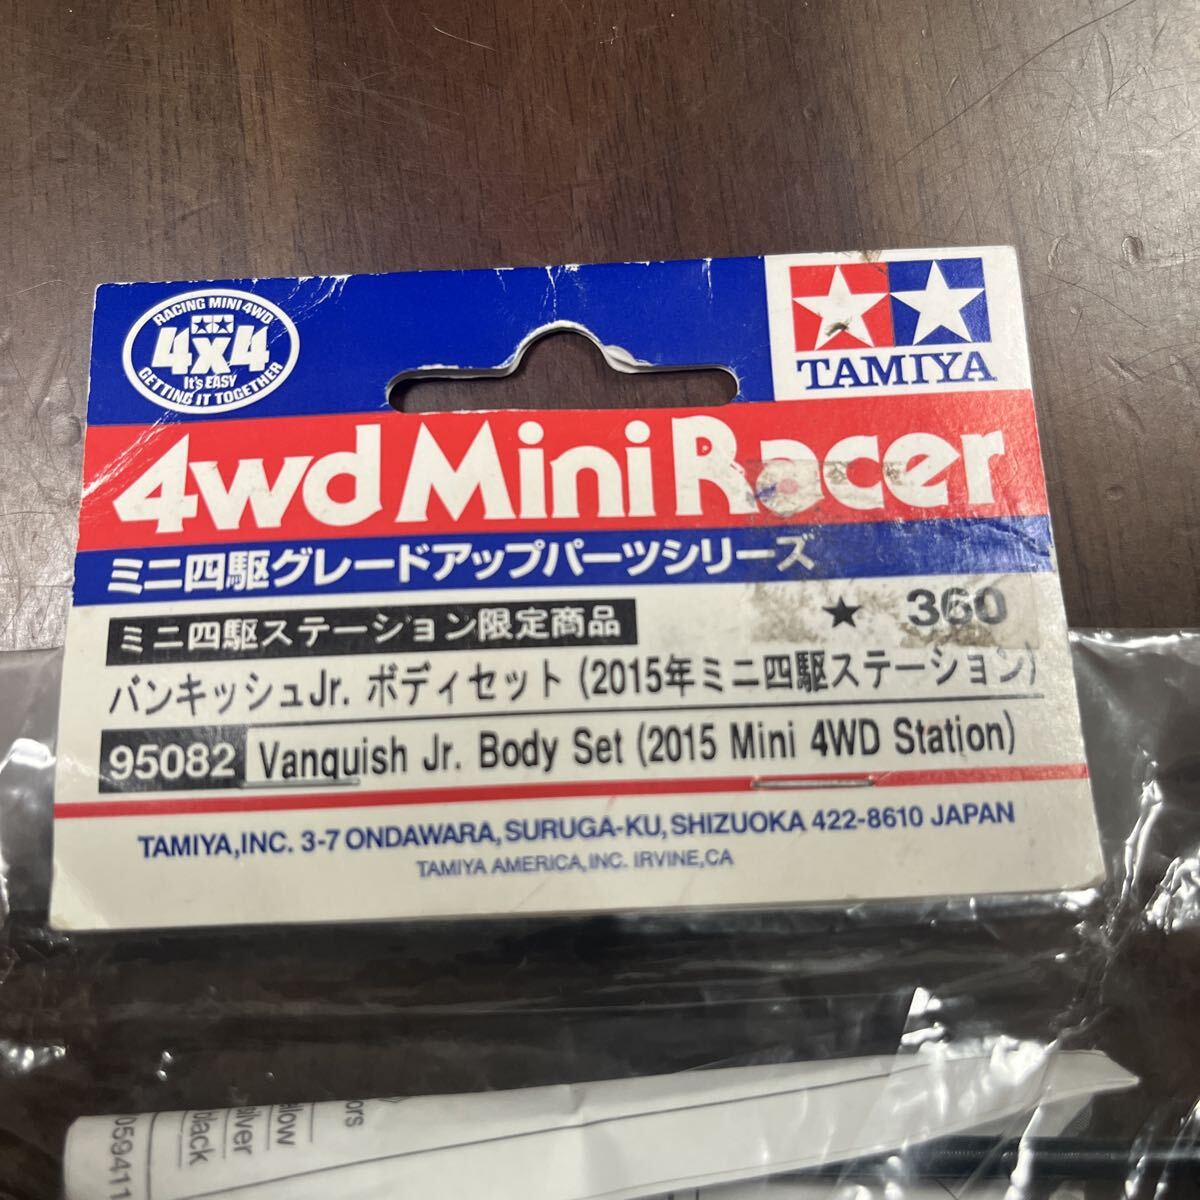 RACING MINI 4WD
4x4
It's EASY
GETTING IT TOGETHER
TAMIYA
4wd Mini Racer
ミニ四駆グレードアップパーツシリーズ
ミニ四駆ステーション限定商品
★ 360
バンキッシュJr. ボディセット (2015年ミニ四駆ステーション)
95082 Vanquish Jr. Body Set (2015 Mini 4WD Station)
TAMIYA,INC. 3-7 ONDAWARA, SURUGA-KU, SHIZUOKA 422-8610 JAPAN
TAMIYA AMERICA, INC. IRVINE, CA
ors
alow
silver
black
059411